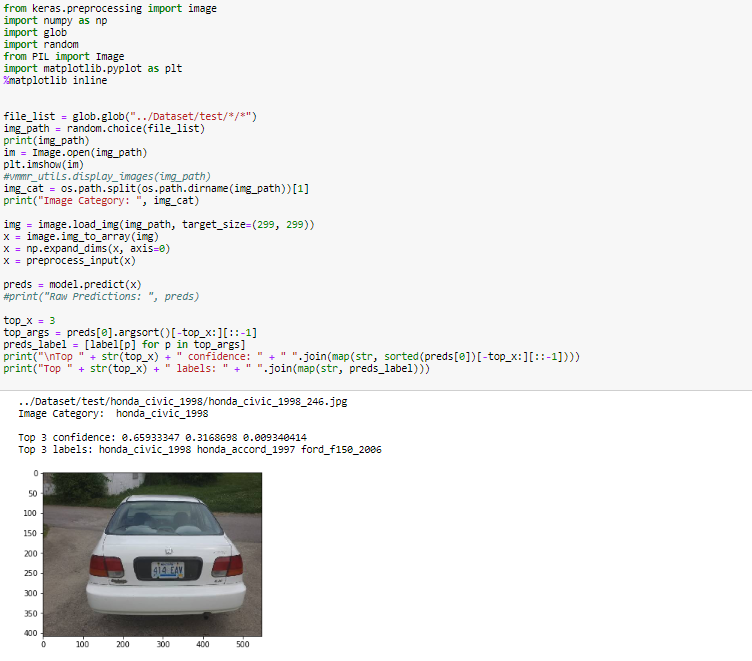 from keras.preprocessing import image
import numpy as np
import glob
import random
from PIL import Image
import matplotlib.pyplot as plt
%matplotlib inline
file_list = glob.glob("../Dataset/test/*/*")
img_path = random.choice(file_list)
print(img_path)
im = Image.open(img_path)
plt.imshow(im)
#vmmr_utils.display_images(img_path)
img_cat = os.path.split(os.path.dirname(img_path))[1]
print("Image Category: ", img_cat)
img = image.load_img(img_path, target_size=(299, 299))
x = image.img_to_array(img)
x = np.expand_dims(x, axis=0)
x = preprocess_input(x)
preds = model.predict(x)
#print("Raw Predictions: ", preds)
top_x = 3
top_args = preds[0].argsort()[-top_x:][::-1]
preds_label = [label[p] for p in top_args]
print("\nTop " + str(top_x) + " confidence: " + " ".join(map(str, sorted(preds[0])[-top_x:][::-1])))
print("Top " + str(top_x) + " labels: " + " ".join(map(str, preds_label)))
../Dataset/test/honda_civic_1998/honda_civic_1998_246.jpg
Image Category:  honda_civic_1998
Top 3 confidence: 0.65933347 0.3168698 0.009340414
Top 3 labels: honda_civic_1998 honda_accord_1997 ford_f150_2006
0
50
100
150
200
250
300
350
400
414 EAV
0 100 200 300 400 500